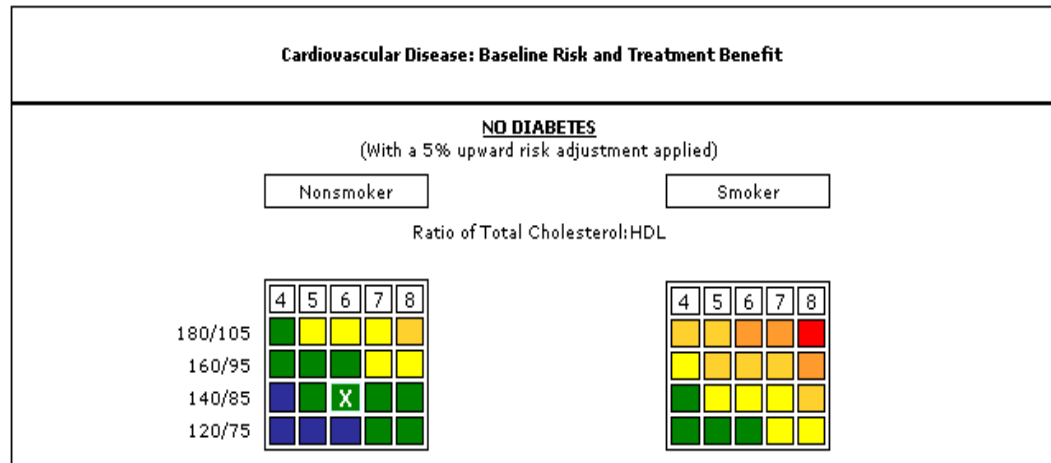 Cardiovascular Disease: Baseline Risk and Treatment Benefit
NO DIABETES
(With a 5% upward risk adjustment applied)
Nonsmoker Smoker
Ratio of Total Cholesterol:HDL
4 5 6 7 8 4 5 6 7 8
180/105
160/95
140/85 X
120/75